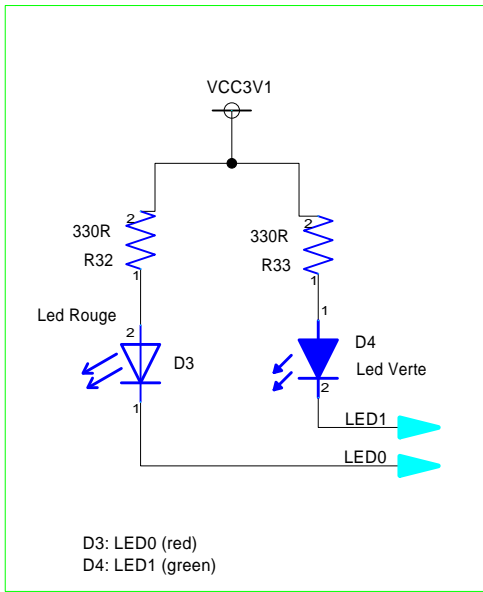 VCC3V1
2
2
330R
330R
R32
R33
1
1
Led Rouge
1
2
D4
D3
Led Verte
2
1
LED1
LED0
D3: LED0 (red)
D4: LED1 (green)